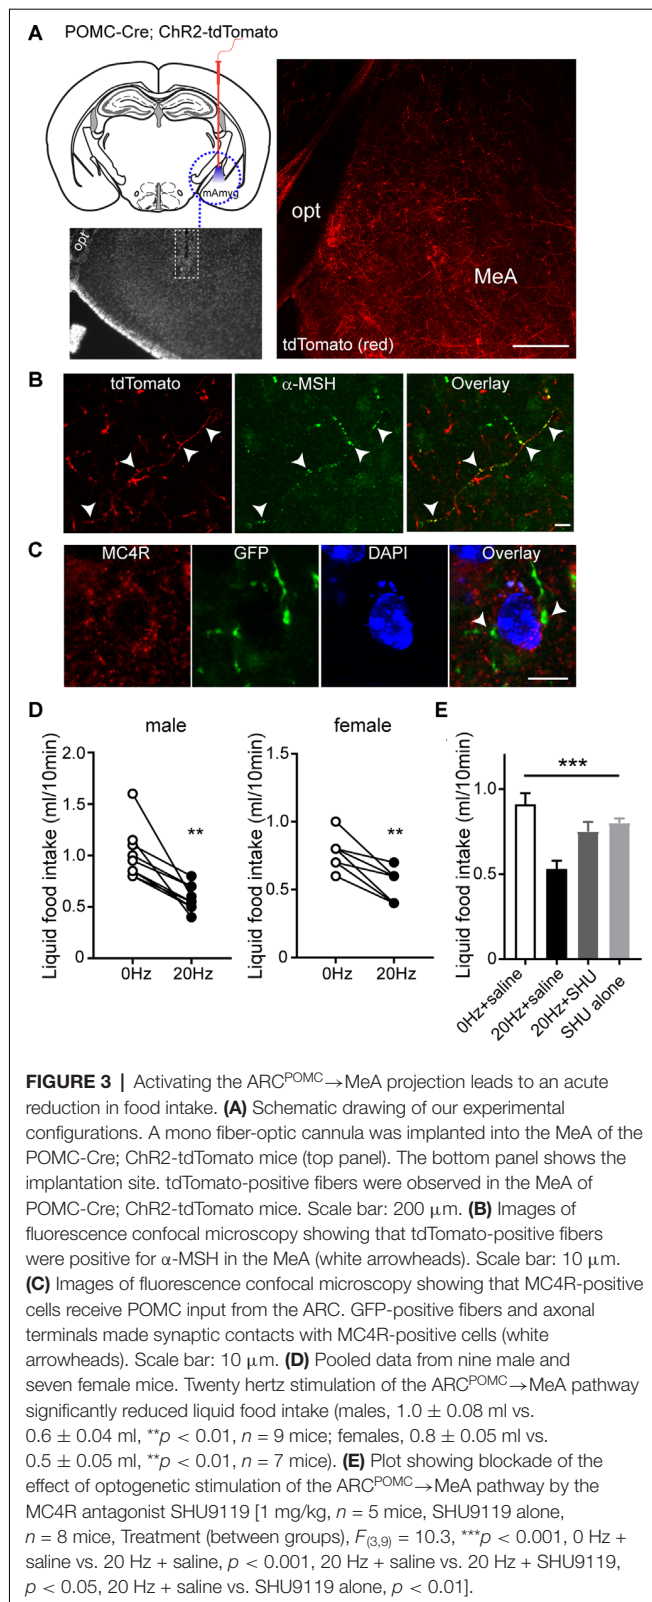 A POMC-Cre; ChR2-tdTomato
mAmyg
opt
opt
MeA
tdTomato (red)
B
tdTomato
α-MSH
Overlay
C
MC4R
GFP
DAPI
Overlay
D
male
Liquid food intake (ml/10min)
2.0
1.5
1.0
0.5
0
**
0Hz
20Hz
female
Liquid food intake (ml/10min)
1.5
1.0
0.5
0
**
0Hz
20Hz
E
Liquid food intake (ml/10min)
1.0
0.5
0
***
0Hz+saline
20Hz+saline
20Hz+SHU
SHU alone
FIGURE 3 | Activating the ARCPOMC→MeA projection leads to an acute
reduction in food intake. (A) Schematic drawing of our experimental
configurations. A mono fiber-optic cannula was implanted into the MeA of the
POMC-Cre; ChR2-tdTomato mice (top panel). The bottom panel shows the
implantation site. tdTomato-positive fibers were observed in the MeA of
POMC-Cre; ChR2-tdTomato mice. Scale bar: 200 μm. (B) Images of
fluorescence confocal microscopy showing that tdTomato-positive fibers
were positive for α-MSH in the MeA (white arrowheads). Scale bar: 10 μm.
(C) Images of fluorescence confocal microscopy showing that MC4R-positive
cells receive POMC input from the ARC. GFP-positive fibers and axonal
terminals made synaptic contacts with MC4R-positive cells (white
arrowheads). Scale bar: 10 μm. (D) Pooled data from nine male and
seven female mice. Twenty hertz stimulation of the ARCPOMC→MeA pathway
significantly reduced liquid food intake (males, 1.0 ± 0.08 ml vs.
0.6 ± 0.04 ml, **p < 0.01, n = 9 mice; females, 0.8 ± 0.05 ml vs.
0.5 ± 0.05 ml, **p < 0.01, n = 7 mice). (E) Plot showing blockade of the
effect of optogenetic stimulation of the ARCPOMC→MeA pathway by the
MC4R antagonist SHU9119 [1 mg/kg, n = 5 mice, SHU9119 alone,
n = 8 mice, Treatment (between groups), F(3,9) = 10.3, ***p < 0.001, 0 Hz +
saline vs. 20 Hz + saline, p < 0.001, 20 Hz + saline vs. 20 Hz + SHU9119,
p < 0.05, 20 Hz + saline vs. SHU9119 alone, p < 0.01].